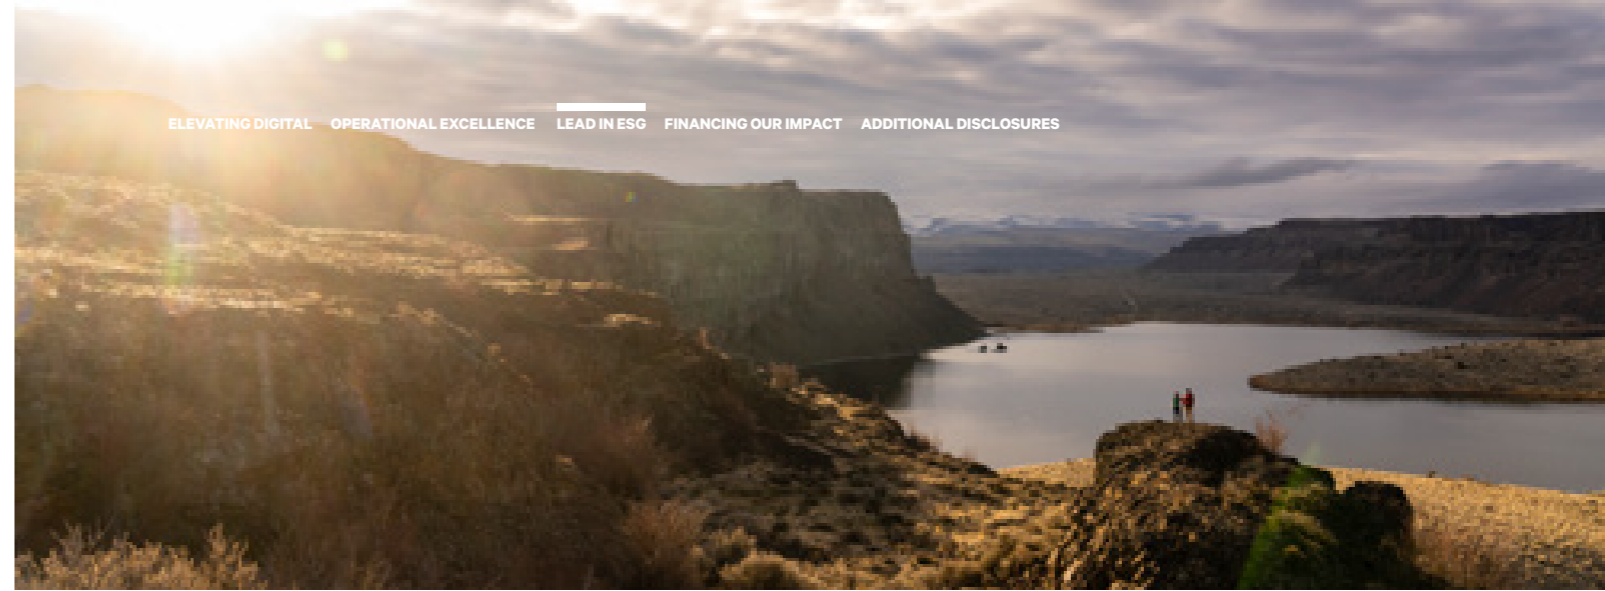 ELEVATING DIGITAL OPERATIONAL EXCELLENCE LEAD IN ESG FINANCING OUR IMPACT ADDITIONAL DISCLOSURES